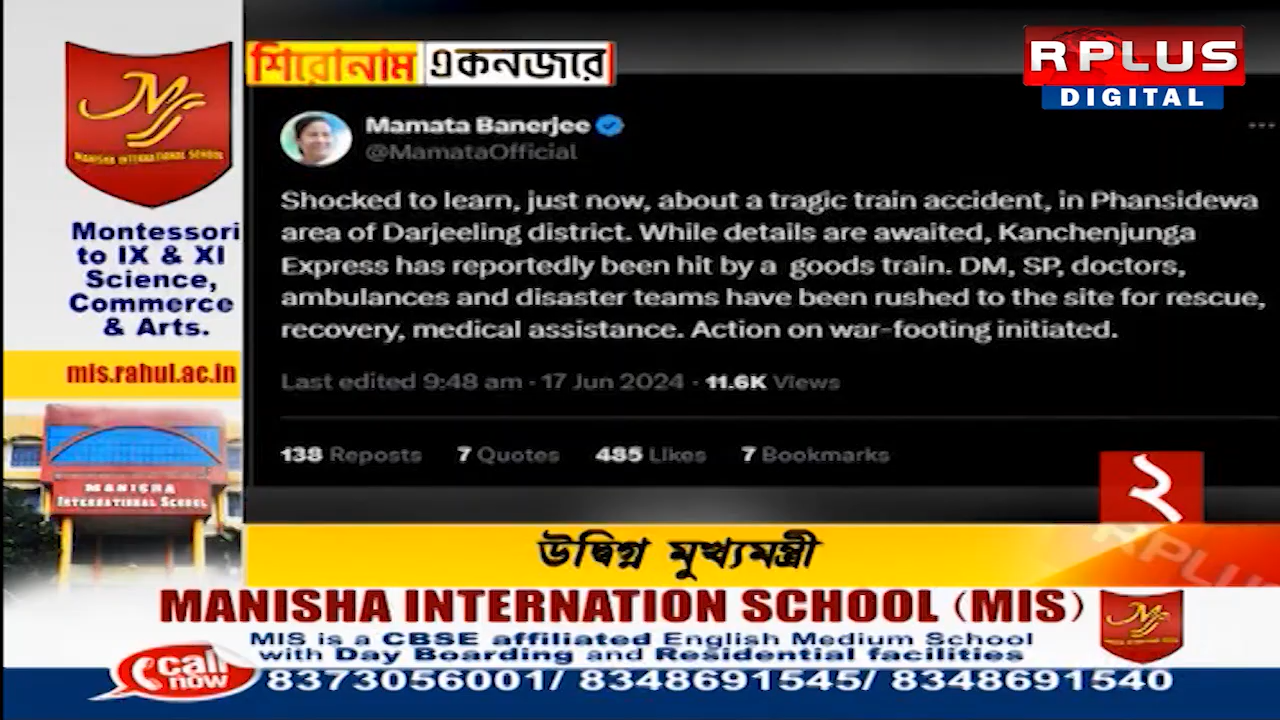 শিরোনাম একনজরে
RPLUS
DIGITAL
MANISHA INTERNATIONAL SCHOOL
Montessori
to IX & XI
Science,
Commerce
& Arts.
mis.rahul.ac.in
MANISHA
INTERNATIONAL SCHOOL
Mamata Banerjee
@MamataOfficial
Shocked to learn, just now, about a tragic train accident, in Phansidewa
area of Darjeeling district. While details are awaited, Kanchenjunga
Express has reportedly been hit by a goods train. DM, SP, doctors,
ambulances and disaster teams have been rushed to the site for rescue,
recovery, medical assistance. Action on war-footing initiated.
Last edited 9:48 am · 17 Jun 2024 · 11.6K Views
138 Reposts 7 Quotes 485 Likes 7 Bookmarks
২
RPLUS
উদ্বিগ্ন মুখ্যমন্ত্রী
MANISHA INTERNATION SCHOOL (MIS)
MIS is a CBSE affiliated English Medium School
with Day Boarding and Residential facilities
call now
8373056001/ 8348691545/ 8348691540